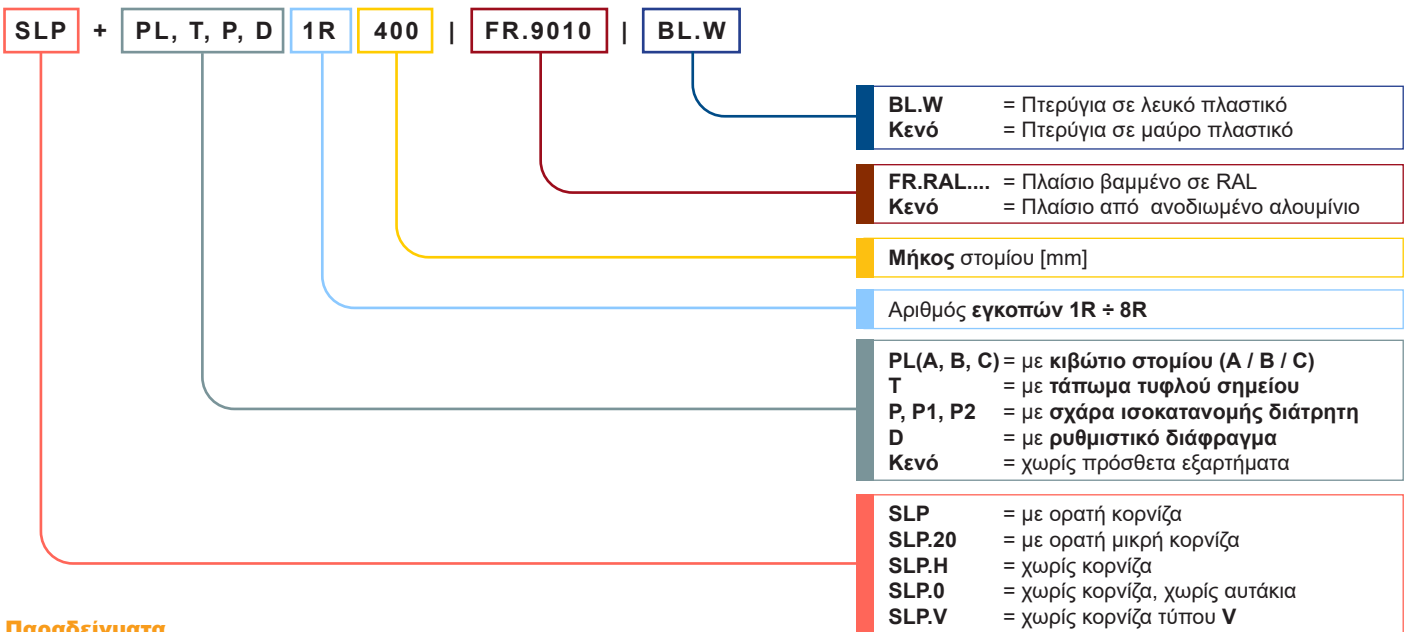 SLP + PL, T, P, D 1R 400 | FR.9010 | BL.W
BL.W = Πτερύγια σε λευκό πλαστικό
Κενό = Πτερύγια σε μαύρο πλαστικό
FR.RAL.... = Πλαίσιο βαμμένο σε RAL
Κενό = Πλαίσιο από ανοδιωμένο αλουμίνιο
Μήκος στομίου [mm]
Αριθμός εγκοπών 1R ÷ 8R
PL(A, B, C) = με κιβώτιο στομίου (A / B / C)
T = με τάπωμα τυφλού σημείου
P, P1, P2 = με σχάρα ισοκατανομής διάτρητη
D = με ρυθμιστικό διάφραγμα
Κενό = χωρίς πρόσθετα εξαρτήματα
SLP = με ορατή κορνίζα
SLP.20 = με ορατή μικρή κορνίζα
SLP.H = χωρίς κορνίζα
SLP.0 = χωρίς κορνίζα, χωρίς αυτάκια
SLP.V = χωρίς κορνίζα τύπου V
Παραδείγματα